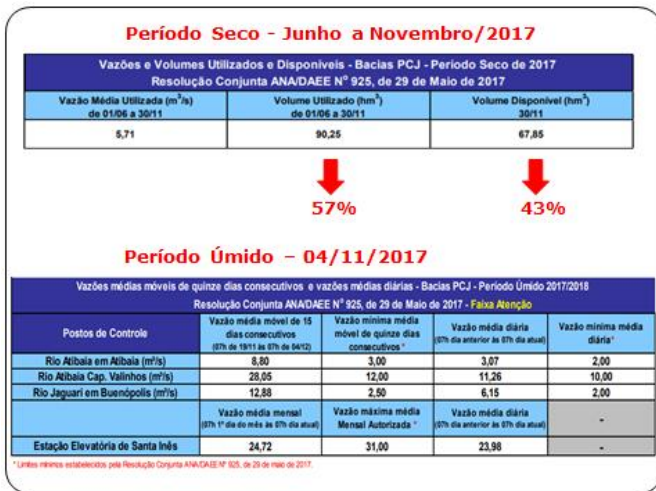 Período Seco - Junho a Novembro/2017
Vazões e Volumes Utilizados e Disponíveis - Bacias PCJ - Período Seco de 2017
Resolução Conjunta ANA/DAEE Nº 925, de 29 de Maio de 2017
Vazão Média Utilizada (m³/s) Volume Utilizado (hm³) Volume Disponível (hm³)
de 01/06 a 30/11 de 01/06 a 30/11 30/11
5,71 90,25 67,85
57% 43%
Período Úmido – 04/11/2017
Vazões médias móveis de quinze dias consecutivos e vazões médias diárias - Bacias PCJ - Período Úmido 2017/2018
Resolução Conjunta ANA/DAEE Nº 925, de 29 de Maio de 2017 - Faixa Atenção
Postos de Controle
Vazão média móvel de 15
dias consecutivos
(07h de 19/11 às 07h de 04/12)
Vazão mínima média
móvel de quinze dias
consecutivos *
Vazão média diária
(07h dia anterior às 07h dia atual)
Vazão mínima média
diária*
Rio Atibaia em Atibaia (m³/s) 8,80 3,00 3,07 2,00
Rio Atibaia Cap. Valinhos (m³/s) 28,05 12,00 11,26 10,00
Rio Jaguari em Buenópolis (m³/s) 12,88 2,50 6,15 2,00
Vazão média mensal
(07h 1º dia do mês às 07h dia atual)
Vazão máxima média
Mensal Autorizada *
Vazão média diária
(07h dia anterior às 07h dia atual)
-
Estação Elevatória de Santa Inês 24,72 31,00 23,98 -
* Limites mínimos estabelecidos pela Resolução Conjunta ANA/DAEE Nº 925, de 29 de maio de 2017.